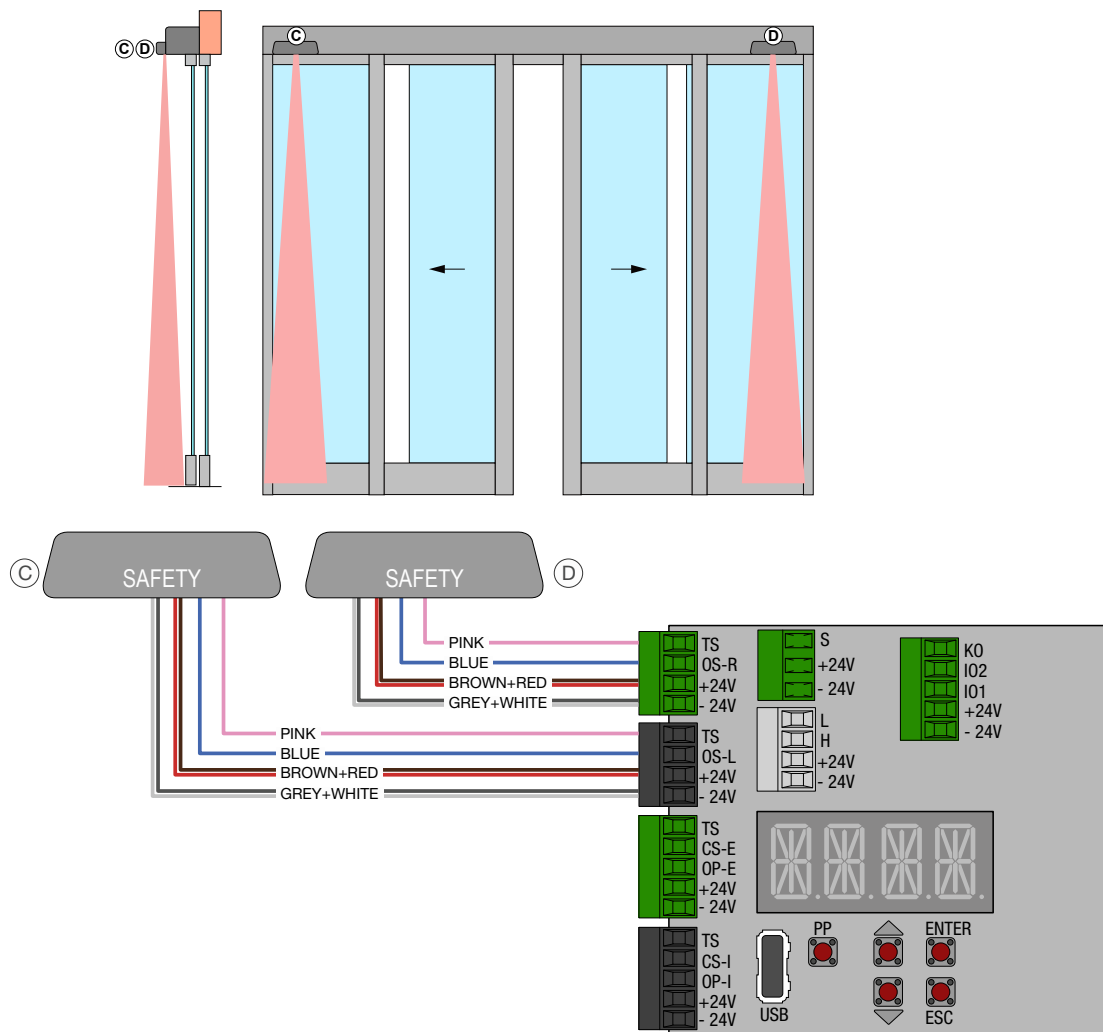 C D
C
D
C
SAFETY
SAFETY
D
PINK
BLUE
BROWN+RED
GREY+WHITE
PINK
BLUE
BROWN+RED
GREY+WHITE
TS
OS-R
+24V
- 24V
TS
OS-L
+24V
- 24V
TS
CS-E
OP-E
+24V
- 24V
TS
CS-I
OP-I
+24V
- 24V
S
+24V
- 24V
L
H
+24V
- 24V
KO
IO2
IO1
+24V
- 24V
PP
ENTER
USB
ESC